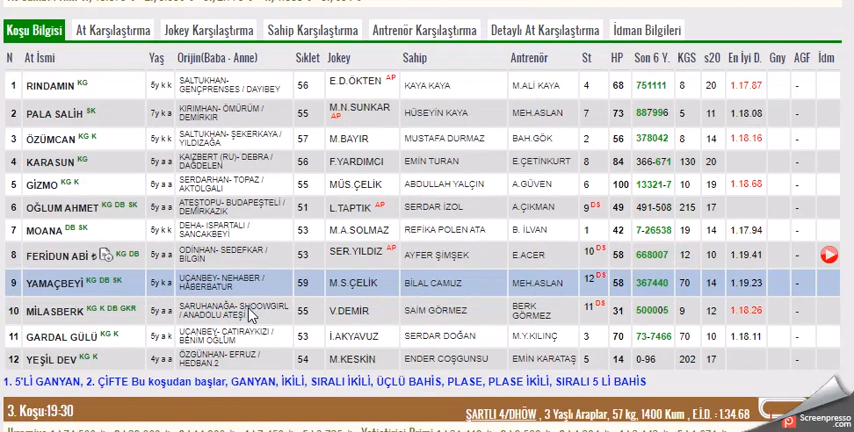 Koşu Bilgisi At Karşılaştırma Jokey Karşılaştırma Sahip Karşılaştırma Antrenör Karşılaştırma Detaylı At Karşılaştırma İdman Bilgileri
N At İsmi Yaş Orijin(Baba - Anne) Sıklet Jokey Sahip Antrenör St HP Son 6 Y. KGS s20 En İyi D. Gny AGF İdm
1 RINDAMIN KG 5y k k SALTUKHAN- GENÇPRENSES / DAYIBEY 56 E.D.ÖKTEN AP KAYA KAYA M.ALİ KAYA 4 68 751111 8 20 1.17.87 -
2 PALA SALİH SK 7y k a KIRIMHAN- ÖMÜRÜM / DEMİRKIR 55 M.N.SUNKAR AP HÜSEYİN KAYA MEH.ASLAN 7 73 887996 5 11 1.18.08 -
3 ÖZÜMCAN KG K 5y k k SALTUKHAN- ŞEKERKAYA / YILDIZAĞA 57 M.BAYIR MUSTAFA DURMAZ BAH.GÖK 2 56 378042 8 14 1.18.16 -
4 KARASUN KG 5y a a KAIZBERT (RU)- DEBRA / DAĞDELEN 56 F.YARDIMCI EMİN TURAN E.ÇETİNKURT 8 84 366-671 130 20 -
5 GİZMO KG K 5y a a SERDARHAN- TOPAZ / AKTOLGALI 55 MÜS.ÇELİK ABDULLAH YALÇIN A.GÜVEN 6 100 13321-7 10 19 1.18.68 -
6 OĞLUM AHMET KG DB SK 6y a a ATEŞTOPU- BUDAPEŞTELİ / DEMİRKAZIK 51 L.TAPTIK AP SERDAR İZOL A.ÇIKMAN 9 DS 49 491-508 215 17 -
7 MOANA DB SK 5y k k DEHA- ISPARTALI / SANCAKBEYİ 53 M.A.SOLMAZ REFİKA POLEN ATA B. İLVAN 1 42 7-26538 19 14 1.17.94 -
8 FERİDUN ABİ KG DB 5y a a ODİNHAN- SEDEFKAR / BİLGİN 53 SER.YILDIZ AP AYFER ŞİMŞEK E.ACER 10 DS 58 668007 12 10 1.19.41 -
9 YAMAÇBEYİ KG DB SK 5y k a UÇANBEY- NEHABER / HABERBATUR 59 M.S.ÇELİK BİLAL CAMUZ MEH.ASLAN 12 DS 58 367440 70 14 1.19.23 -
10 MİLASBERK KG K DB GKR 5y a a SARUHANAĞA- SHOOWGIRL / ANADOLU ATEŞİ 55 V.DEMİR SAİM GÖRMEZ BERK GÖRMEZ 11 DS 31 500005 9 12 1.18.26 -
11 GARDAL GÜLÜ KG K UÇANBEY- ÇATIRAYKIZI / BENİM OĞLUM 53 İ.AKYAVUZ SERDAR DOĞAN M.Y.KILINÇ 3 70 73-7466 70 10 1.18.11 -
12 YEŞİL DEV KG K 4y a a ÖZGÜNHAN- EFRUZ / HEDBAN 2 54 M.KESKİN ENDER COŞGUNSU EMİN KARATAŞ 5 14 0-96 202 17 -
1. 5'Lİ GANYAN, 2. ÇİFTE Bu koşudan başlar, GANYAN, İKİLİ, SIRALI İKİLİ, ÜÇLÜ BAHİS, PLASE, PLASE İKİLİ, SIRALI 5 Lİ BAHİS
3. Koşu:19:30 ŞARTLI 4/DHÖW , 3 Yaşlı Araplar, 57 kg, 1400 Kum , E.İ.D. : 1.34.68
Screenpresso.com